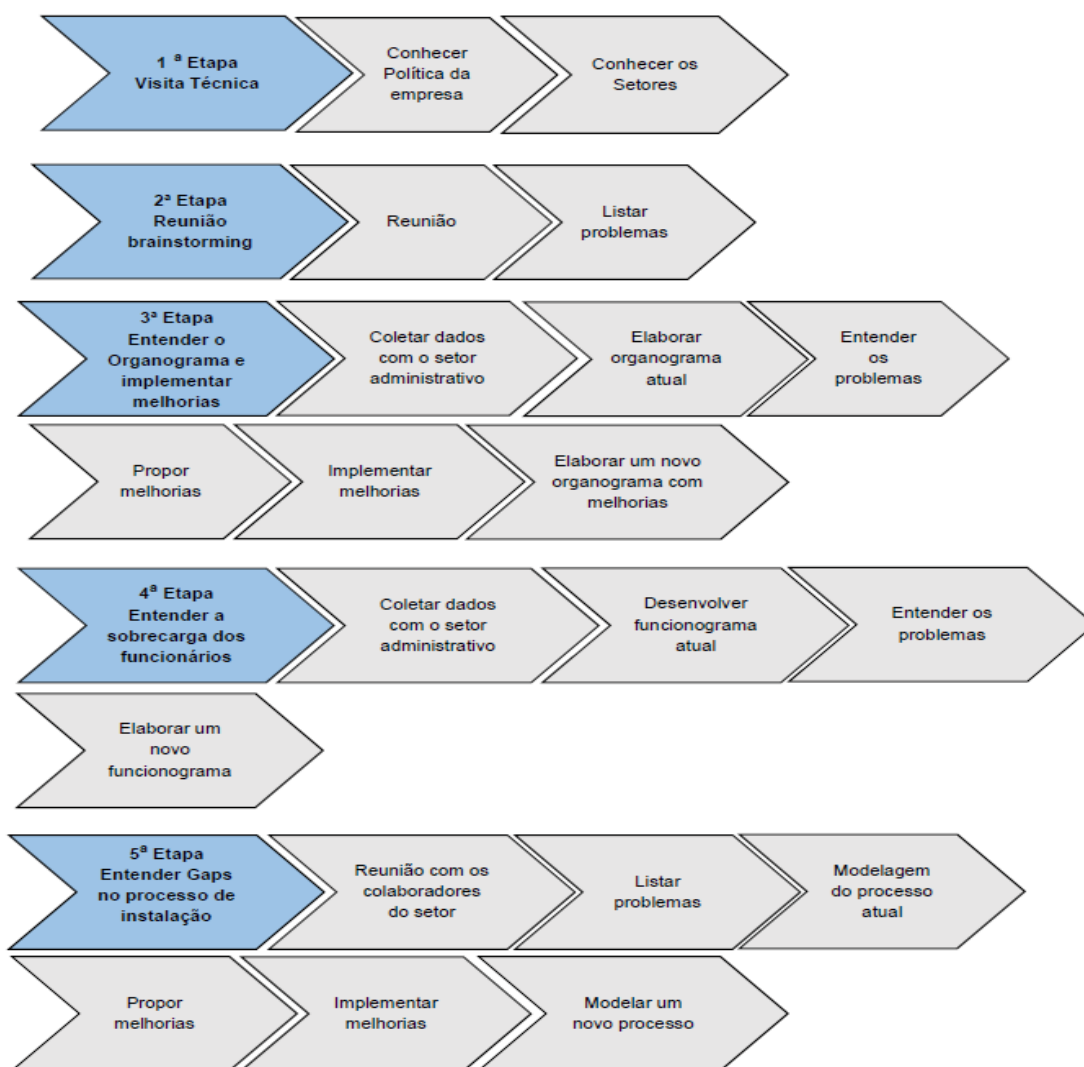 1 ª Etapa
Visita Técnica
Conhecer
Política da
empresa
Conhecer os
Setores
2ª Etapa
Reunião
brainstorming
Reunião
Listar
problemas
3ª Etapa
Entender o
Organograma e
implementar
melhorias
Coletar dados
com o setor
administrativo
Elaborar
organograma
atual
Entender
os
problemas
Propor
melhorias
Implementar
melhorias
Elaborar um novo
organograma com
melhorias
4ª Etapa
Entender a
sobrecarga dos
funcionários
Coletar dados
com o setor
administrativo
Desenvolver
funcionograma
atual
Entender os
problemas
Elaborar um
novo
funcionograma
5ª Etapa
Entender Gaps
no processo de
instalação
Reunião com os
colaboradores
do setor
Listar
problemas
Modelagem
do processo
atual
Propor
melhorias
Implementar
melhorias
Modelar um
novo processo